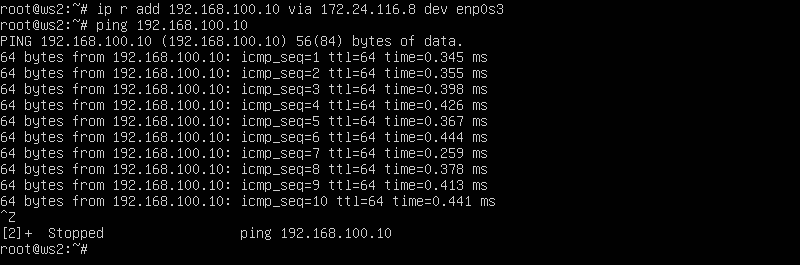 root@ws2:~# ip r add 192.168.100.10 via 172.24.116.8 dev enp0s3
root@ws2:~# ping 192.168.100.10
PING 192.168.100.10 (192.168.100.10) 56(84) bytes of data.
64 bytes from 192.168.100.10: icmp_seq=1 ttl=64 time=0.345 ms
64 bytes from 192.168.100.10: icmp_seq=2 ttl=64 time=0.355 ms
64 bytes from 192.168.100.10: icmp_seq=3 ttl=64 time=0.398 ms
64 bytes from 192.168.100.10: icmp_seq=4 ttl=64 time=0.426 ms
64 bytes from 192.168.100.10: icmp_seq=5 ttl=64 time=0.367 ms
64 bytes from 192.168.100.10: icmp_seq=6 ttl=64 time=0.444 ms
64 bytes from 192.168.100.10: icmp_seq=7 ttl=64 time=0.259 ms
64 bytes from 192.168.100.10: icmp_seq=8 ttl=64 time=0.378 ms
64 bytes from 192.168.100.10: icmp_seq=9 ttl=64 time=0.413 ms
64 bytes from 192.168.100.10: icmp_seq=10 ttl=64 time=0.441 ms
^Z
[2]+  Stopped                 ping 192.168.100.10
root@ws2:~#